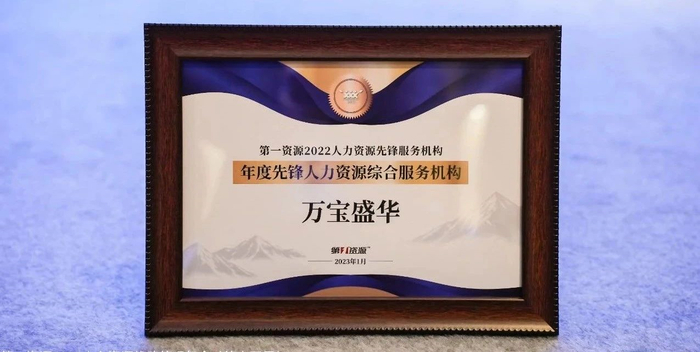 第一资源2022人力资源先锋服务机构
年度先锋人力资源综合服务机构
万宝盛华
第一资源
2023年1月